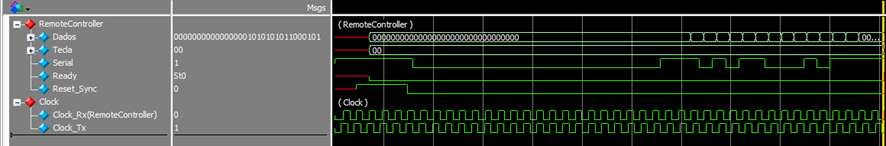 Msgs
RemoteController
(RemoteController )
Dados
00000000000000001010101011000101
00000000000000000000000000000000
00...
Tecla
00
00
Serial
1
Ready
St0
Reset_Sync
0
Clock
(Clock )
Clock_Rx(RemoteController)
0
Clock_Tx
1